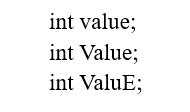 int value;
int Value;
int ValuE;